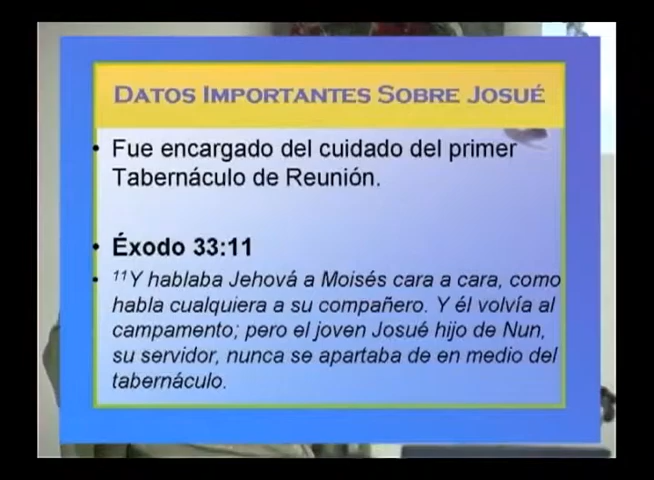 DATOS IMPORTANTES SOBRE JOSUÉ
• Fue encargado del cuidado del primer
Tabernáculo de Reunión.
• Éxodo 33:11
• ¹¹Y hablaba Jehová a Moisés cara a cara, como
habla cualquiera a su compañero. Y él volvía al
campamento; pero el joven Josué hijo de Nun,
su servidor, nunca se apartaba de en medio del
tabernáculo.